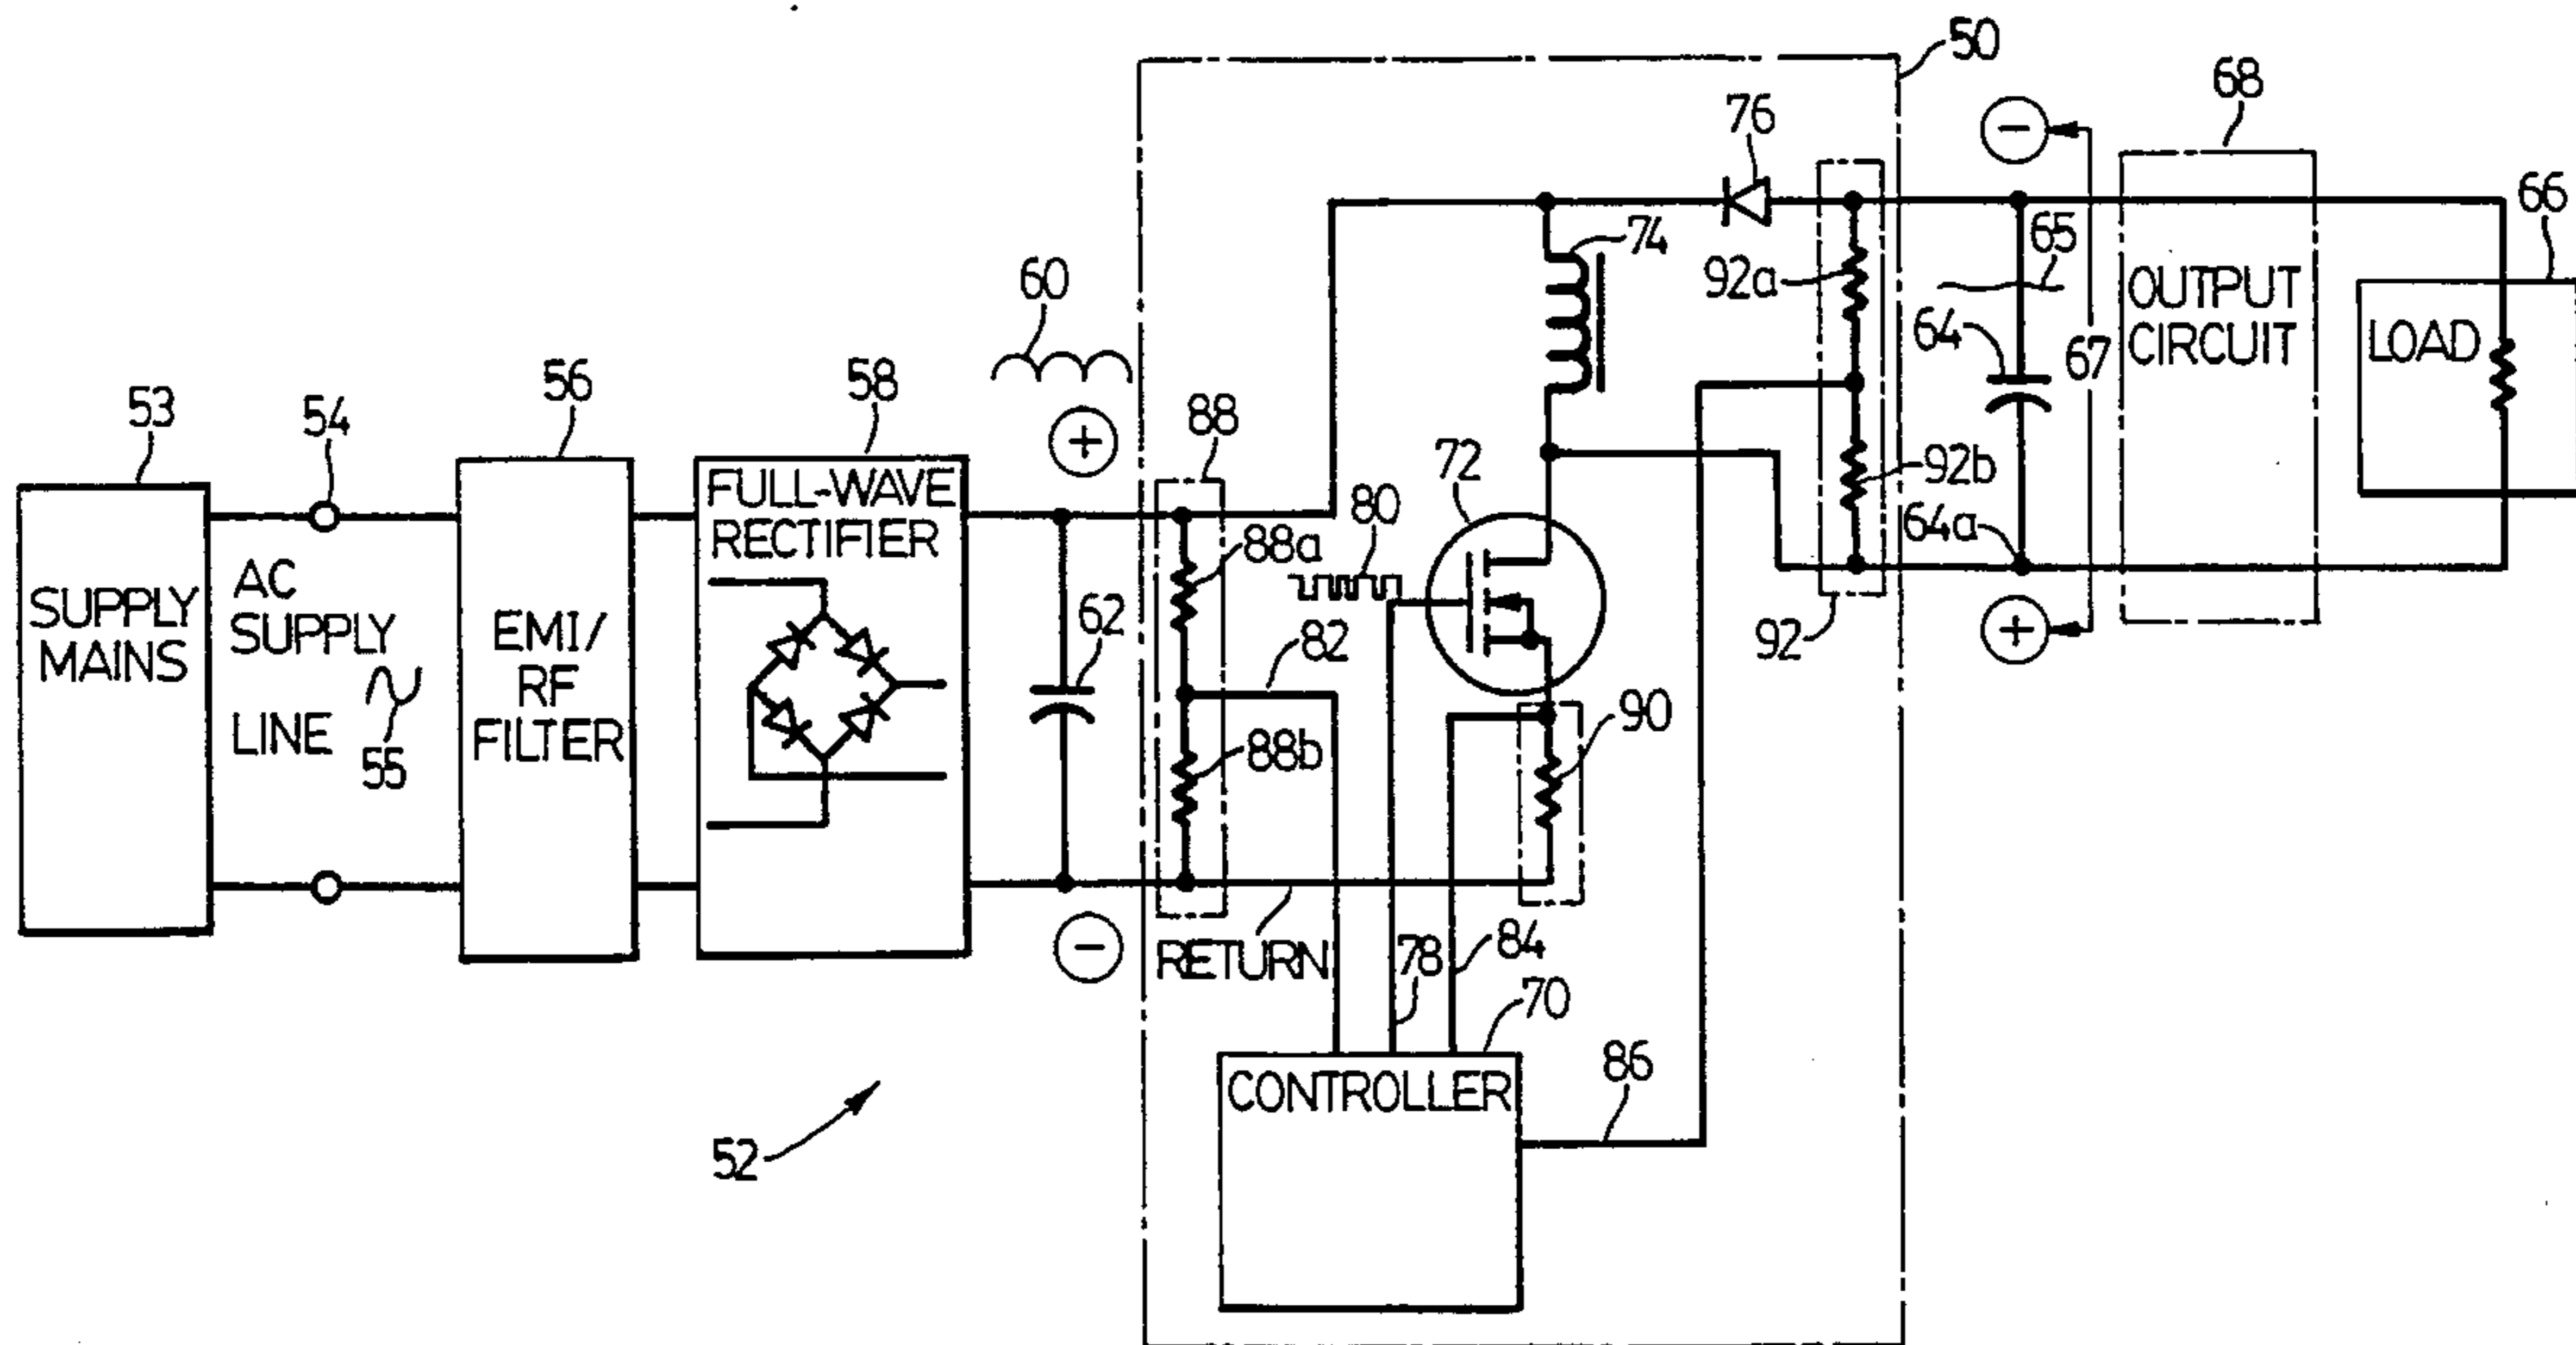 50
68
76
−
66
74
65
92a
OUTPUT
CIRCUIT
60
64
67
LOAD
53
54
56
58
+
88
72
92b
80
64a
FULL-WAVE
RECTIFIER
88a
AC
SUPPLY
LINE
SUPPLY
MAINS
55
EMI/
RF
FILTER
62
82
92
+
90
88b
−
RETURN
78
84
70
CONTROLLER
86
52